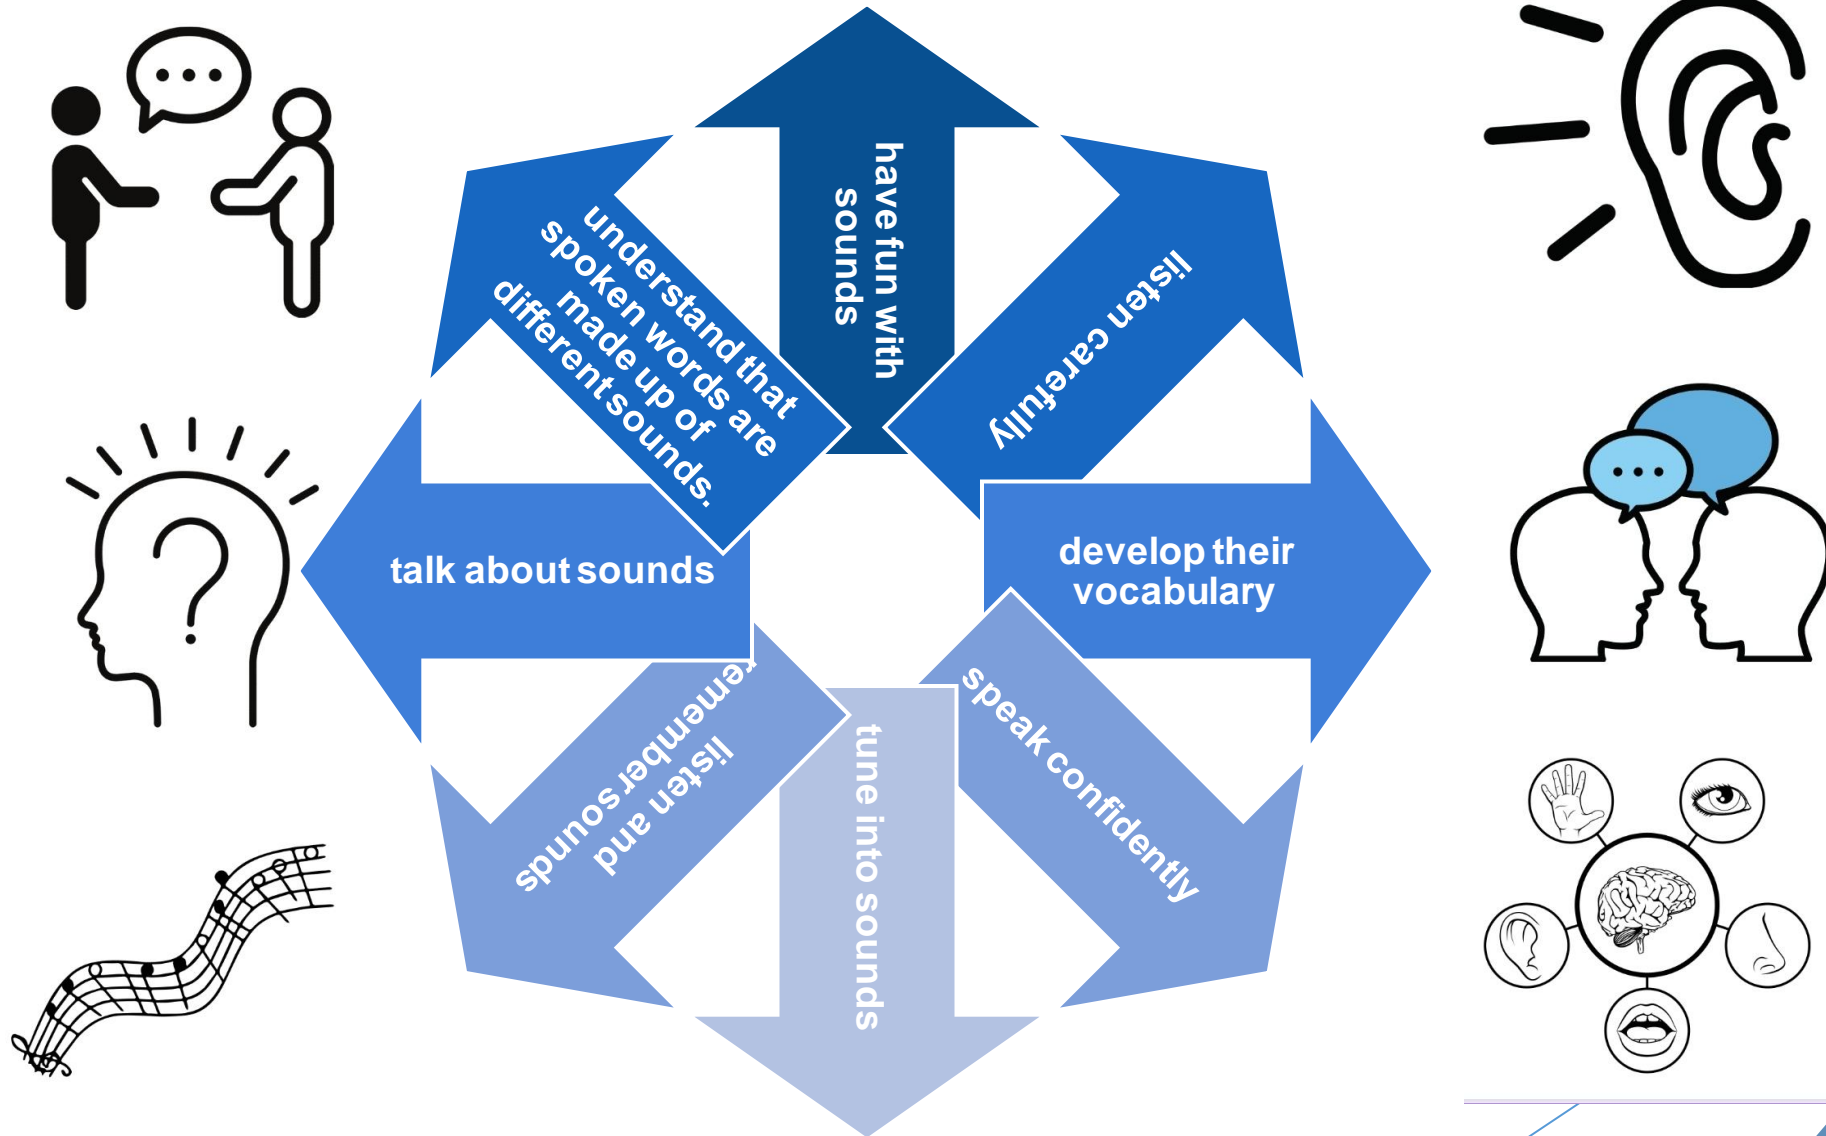 have fun with
sounds
listen carefully
develop their
vocabulary
speak confidently
tune into sounds
listen and
remember sounds
talk about sounds
understand that
spoken words are
made up of
different sounds.